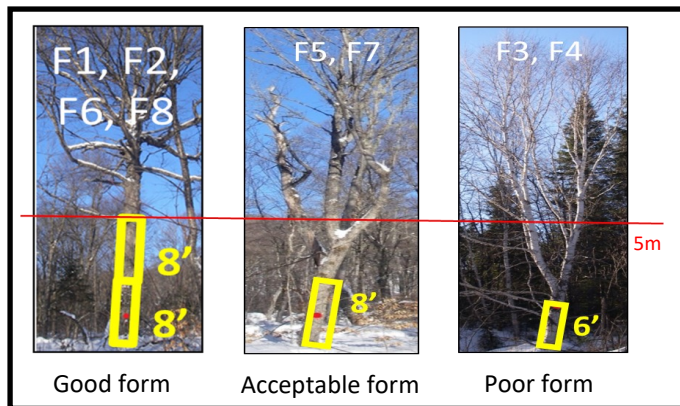 F1, F2,
F6, F8
F5, F7
F3, F4
5m
8’
8’
8’
6’
Good form
Acceptable form
Poor form